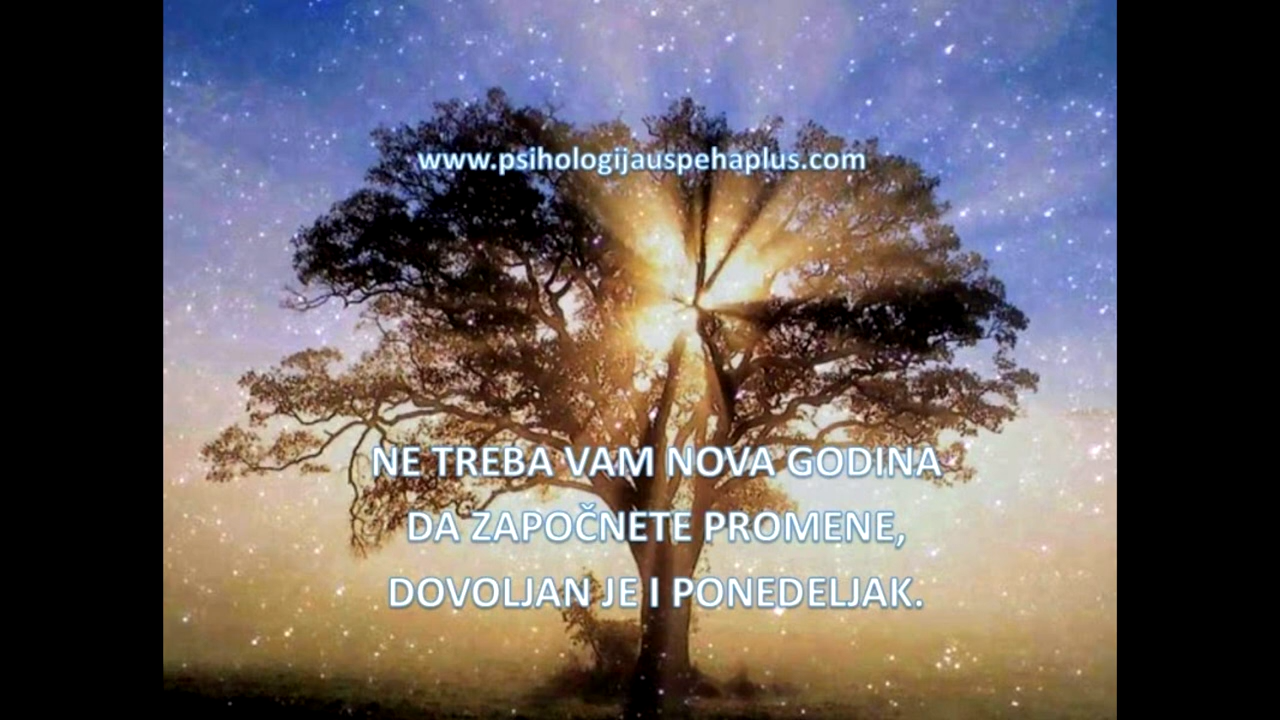 www.psihologijauspehaplus.com
NE TREBA VAM NOVA GODINA
DA ZAPOČNETE PROMENE,
DOVOLJAN JE I PONEDELJAK.